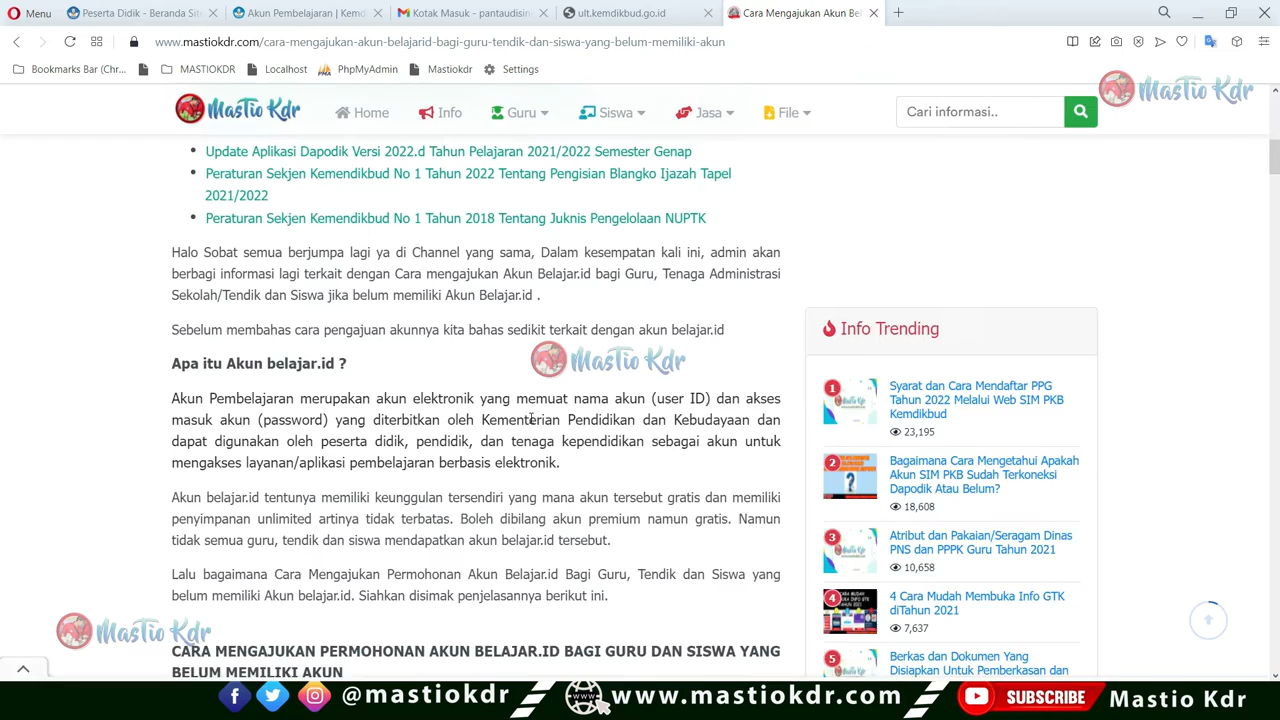 Menu
Peserta Didik - Beranda Site
Akun Pembelajaran | Kemd
Kotak Masuk - pantaudisini
ult.kemdikbud.go.id
Cara Mengajukan Akun Bel
www.mastiokdr.com/cara-mengajukan-akun-belajarid-bagi-guru-tendik-dan-siswa-yang-belum-memiliki-akun
Bookmarks Bar (Chr...
MASTIOKDR
Localhost
PhpMyAdmin
Mastiokdr
Settings
MasTio Kdr
Home
Info
Guru
Siswa
Jasa
File
Cari informasi..
MasTio Kdr
Update Aplikasi Dapodik Versi 2022.d Tahun Pelajaran 2021/2022 Semester Genap
Peraturan Sekjen Kemendikbud No 1 Tahun 2022 Tentang Pengisian Blangko Ijazah Tapel
2021/2022
Peraturan Sekjen Kemendikbud No 1 Tahun 2018 Tentang Juknis Pengelolaan NUPTK
Halo Sobat semua berjumpa lagi ya di Channel yang sama, Dalam kesempatan kali ini, admin akan
berbagi informasi lagi terkait dengan Cara mengajukan Akun Belajar.id bagi Guru, Tenaga Administrasi
Sekolah/Tendik dan Siswa jika belum memiliki Akun Belajar.id .
Sebelum membahas cara pengajuan akunnya kita bahas sedikit terkait dengan akun belajar.id
Apa itu Akun belajar.id ?
MasTio Kdr
Akun Pembelajaran merupakan akun elektronik yang memuat nama akun (user ID) dan akses
masuk akun (password) yang diterbitkan oleh Kementerian Pendidikan dan Kebudayaan dan
dapat digunakan oleh peserta didik, pendidik, dan tenaga kependidikan sebagai akun untuk
mengakses layanan/aplikasi pembelajaran berbasis elektronik.
Akun belajar.id tentunya memiliki keunggulan tersendiri yang mana akun tersebut gratis dan memiliki
penyimpanan unlimited artinya tidak terbatas. Boleh dibilang akun premium namun gratis. Namun
tidak semua guru, tendik dan siswa mendapatkan akun belajar.id tersebut.
Lalu bagaimana Cara Mengajukan Permohonan Akun Belajar.id Bagi Guru, Tendik dan Siswa yang
belum memiliki Akun Belajar.id. Siahkan disimak penjelasannya berikut ini.
MasTio Kdr
CARA MENGAJUKAN PERMOHONAN AKUN BELAJAR.ID BAGI GURU DAN SISWA YANG
BELUM MEMILIKI AKUN
Info Trending
1
Syarat dan Cara Mendaftar PPG
Tahun 2022 Melalui Web SIM PKB
Kemdikbud
23,195
2
Bagaimana Cara Mengetahui Apakah
Akun SIM PKB Sudah Terkoneksi
Dapodik Atau Belum?
18,608
3
Atribut dan Pakaian/Seragam Dinas
PNS dan PPPK Guru Tahun 2021
10,658
4
4 Cara Mudah Membuka Info GTK
diTahun 2021
7,637
5
Berkas dan Dokumen Yang
Disiapkan Untuk Pemberkasan dan
@mastiokdr
www.mastiokdr.com
SUBSCRIBE
Mastio Kdr